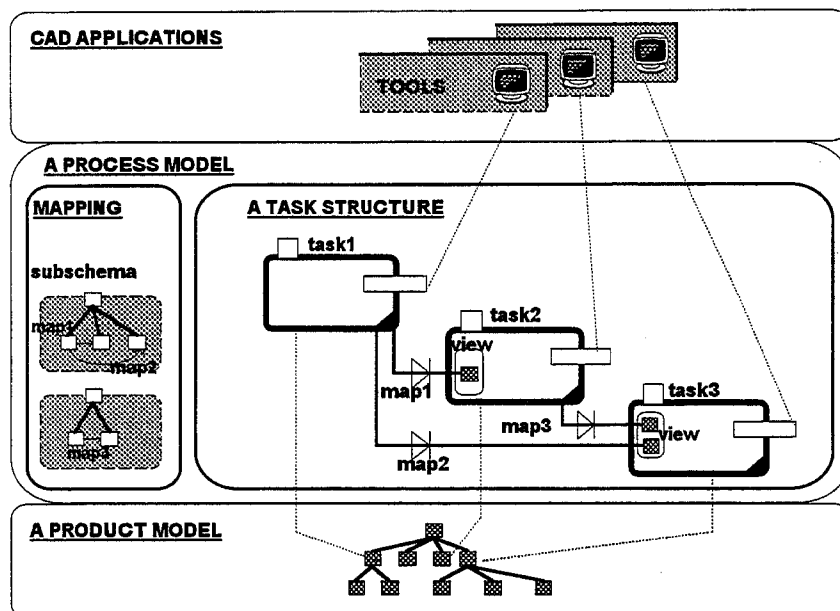 CAD APPLICATIONS
TOOLS
A PROCESS MODEL
MAPPING
subschema
map1
map2
map3
A TASK STRUCTURE
task1
task2
view
map1
task3
map3
view
map2
A PRODUCT MODEL